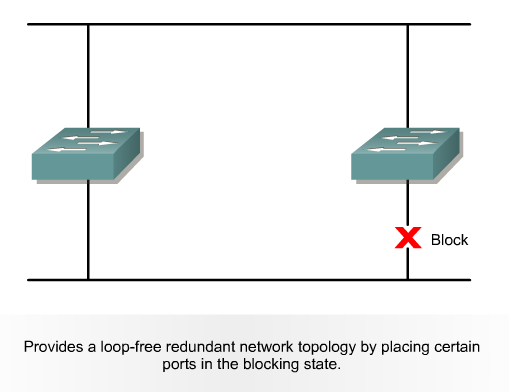 Block
Provides a loop-free redundant network topology by placing certain
ports in the blocking state.